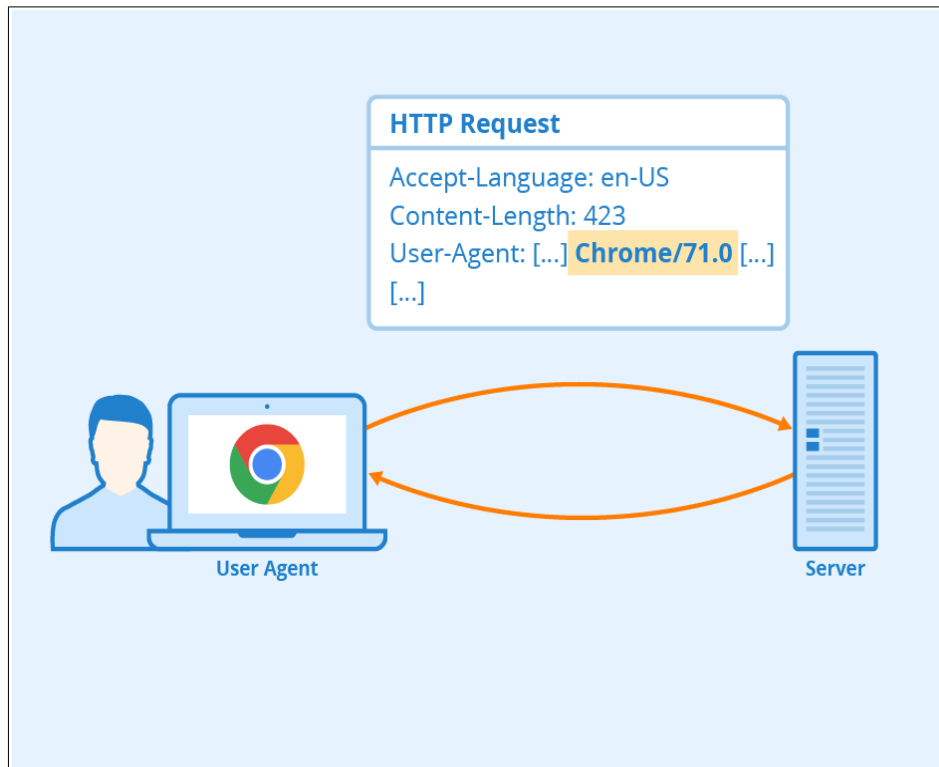 HTTP Request
Accept-Language: en-US
Content-Length: 423
User-Agent: [...] Chrome/71.0 [...]
[...]
User Agent
Server